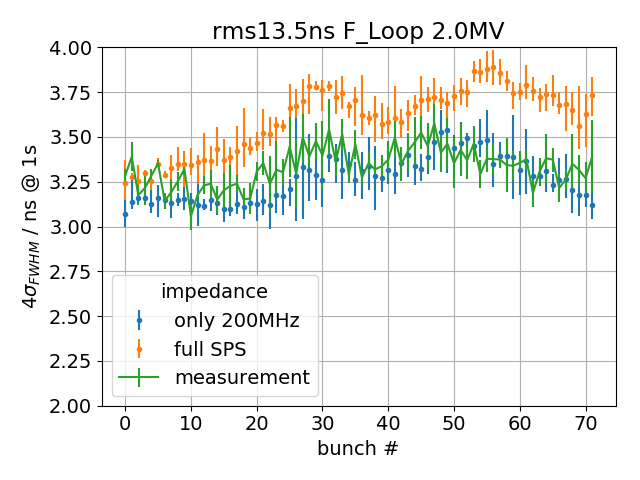 rms13.5ns F_Loop 2.0MV
4σFWHM / ns @ 1s
4.00
3.75
3.50
3.25
3.00
2.75
2.50
2.25
2.00
impedance
only 200MHz
full SPS
measurement
0 10 20 30 40 50 60 70
bunch #